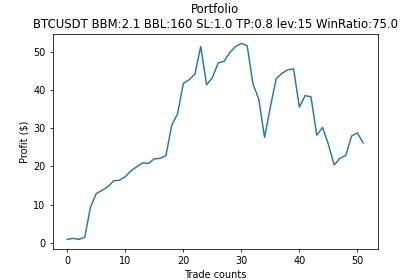 Portfolio
BTCUSDT BBM:2.1 BBL:160 SL:1.0 TP:0.8 lev:15 WinRatio:75.0
50
40
30
20
10
0
Profit ($)
0 10 20 30 40 50
Trade counts